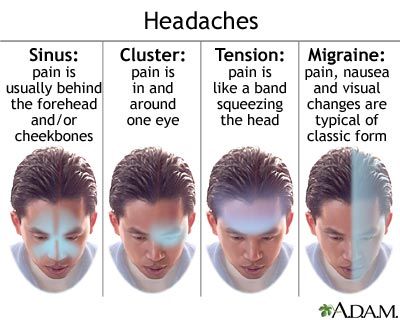 Headaches
Sinus:
pain is
usually behind
the forehead
and/or
cheekbones
Cluster:
pain is
in and
around
one eye
Tension:
pain is
like a band
squeezing
the head
Migraine:
pain, nausea
and visual
changes are
typical of
classic form
ADAM.